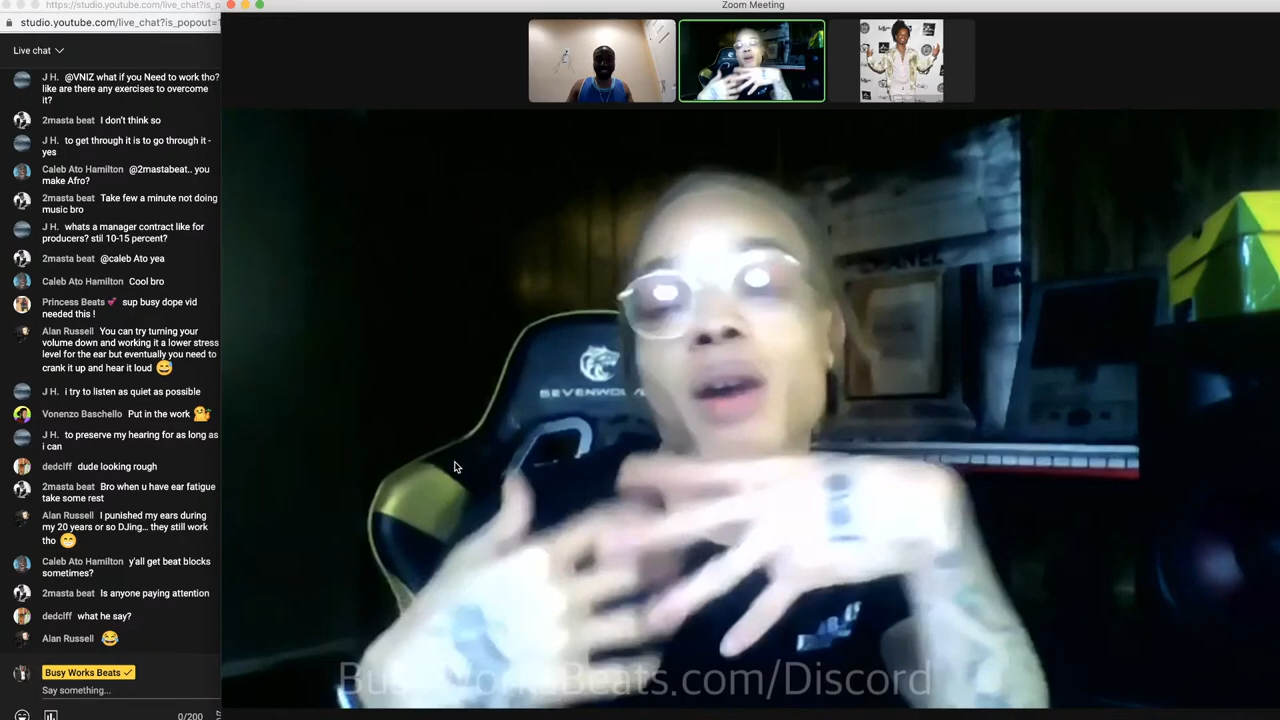 https://studio.youtube.com/live_chat?is_p
Zoom Meeting
studio.youtube.com/live_chat?is_popout=
Live chat
J H. @VNIZ what if you Need to work tho?
like are there any exercises to overcome
it?
2masta beat I don't think so
J H. to get through it is to go through it -
yes
Caleb Ato Hamilton @2mastabeat.. you
make Afro?
2masta beat Take few a minute not doing
music bro
J H. whats a manager contract like for
producers? stil 10-15 percent?
2masta beat @caleb Ato yea
Caleb Ato Hamilton Cool bro
Princess Beats 💕 sup busy dope vid
needed this !
Alan Russell You can try turning your
volume down and working it a lower stress
level for the ear but eventually you need to
crank it up and hear it loud 😅
J H. i try to listen as quiet as possible
Vonenzo Baschello Put in the work
J H. to preserve my hearing for as long as
i can
dedclff dude looking rough
2masta beat Bro when u have ear fatigue
take some rest
Alan Russell I punished my ears during
my 20 years or so DJing... they still work
tho 😁
Caleb Ato Hamilton y'all get beat blocks
sometimes?
2masta beat Is anyone paying attention
dedclff what he say?
Alan Russell 😂
Busy Works Beats ✓
Say something...
0/200
CHANEL
SEVENWOL
BusyWorksBeats.com/Discord